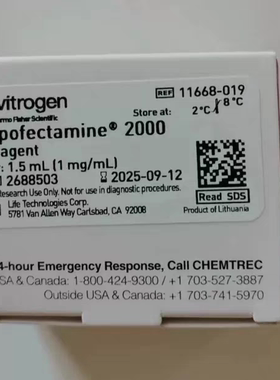 vitrogen
REF 11668-019
rmo Fisher Scientific
Store at:
2°C 8°C
pofectamine® 2000
agent
: 1.5 mL (1 mg/mL)
2688503 2025-09-12
Research Use Only. Not for use in diagnostic procedures.
Life Technologies Corp.
5781 Van Allen Way Carlsbad, CA 92008
Read SDS
Product of Lithuania
4-hour Emergency Response, Call CHEMTREC
SA & Canada: 1-800-424-9300 / +1 703-527-3887
Outside USA & Canada: +1 703-741-5970